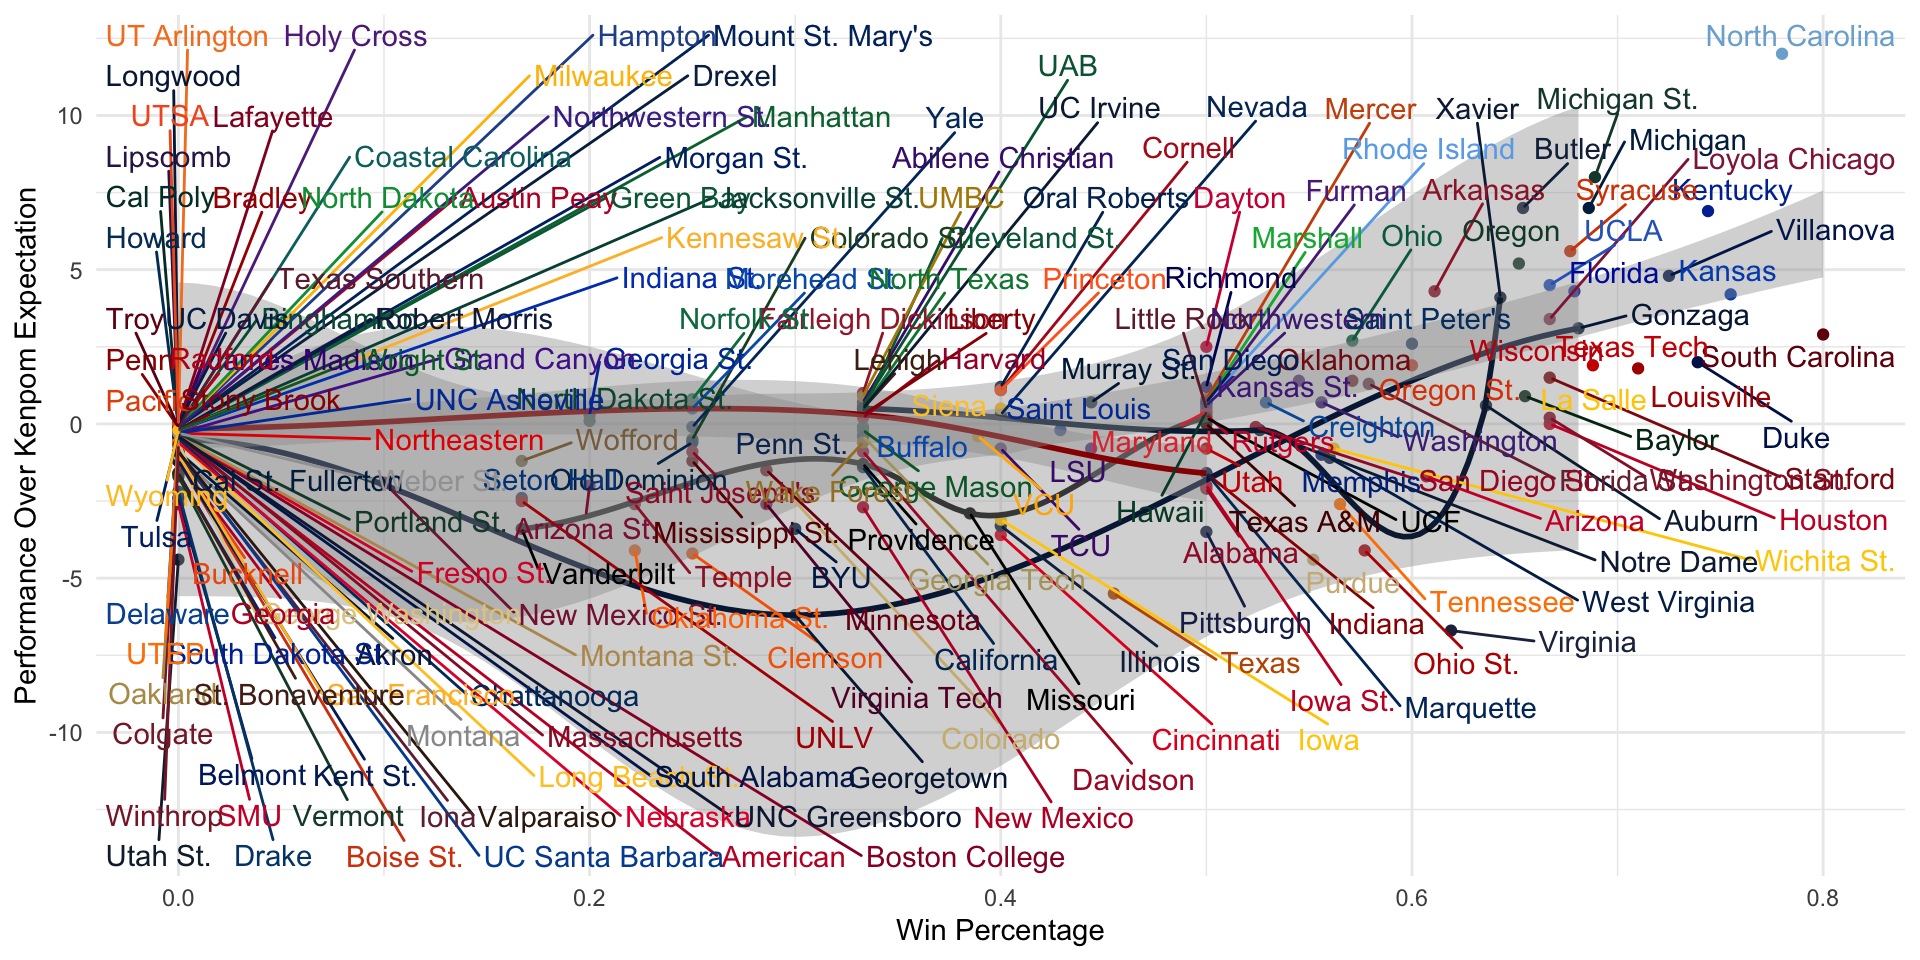 UT Arlington
Holy Cross
Hampton
Mount St. Mary's
North Carolina
Longwood
Milwaukee
Drexel
UAB
UTSA
Lafayette
Northwestern St.
Manhattan
Yale
UC Irvine
Nevada
Mercer
Xavier
Michigan St.
Lipscomb
Coastal Carolina
Morgan St.
Abilene Christian
Cornell
Rhode Island
Butler
Michigan
Loyola Chicago
Cal Poly
Bradley
North Dakota
Austin Peay
Green Bay
Jacksonville St.
UMBC
Oral Roberts
Dayton
Furman
Arkansas
Syracuse
Kentucky
Howard
Kennesaw St.
Colorado St.
Cleveland St.
Marshall
Ohio
Oregon
UCLA
Villanova
Texas Southern
Indiana St.
Morehead St.
North Texas
Princeton
Richmond
Florida
Kansas
Troy
UC Davis
Binghamton
Robert Morris
Norfolk St.
Fairleigh Dickinson
Liberty
Little Rock
Northwestern
Saint Peter's
Gonzaga
Penn
Radford
James Madison
Wright St.
Grand Canyon
Georgia St.
Lehigh
Harvard
Murray St.
San Diego
Oklahoma
Wisconsin
Texas Tech
South Carolina
Pacific
Stony Brook
UNC Asheville
North Dakota St.
Siena
Saint Louis
Kansas St.
Oregon St.
La Salle
Louisville
Northeastern
Wofford
Penn St.
Buffalo
Maryland
Rutgers
Creighton
Washington
Baylor
Duke
Wyoming
Cal St. Fullerton
Weber St.
Seton Hall
Old Dominion
Saint Joseph's
Wake Forest
George Mason
LSU
Utah
Memphis
San Diego St.
Florida St.
Washington St.
Stanford
Tulsa
Portland St.
Arizona St.
Mississippi St.
Providence
VCU
TCU
Hawaii
Texas A&M
UCF
Arizona
Auburn
Houston
Bucknell
Fresno St.
Vanderbilt
Temple
BYU
Georgia Tech
Alabama
Purdue
Notre Dame
Wichita St.
Delaware
Georgia
George Washington
New Mexico St.
Oklahoma St.
Minnesota
Pittsburgh
Indiana
Tennessee
West Virginia
UTEP
South Dakota St.
Akron
Montana St.
Clemson
California
Illinois
Texas
Ohio St.
Virginia
Oakland
St. Bonaventure
San Francisco
Chattanooga
Virginia Tech
Missouri
Iowa St.
Marquette
Colgate
Montana
Massachusetts
UNLV
Colorado
Cincinnati
Iowa
Belmont
Kent St.
Long Beach St.
South Alabama
Georgetown
Davidson
Winthrop
SMU
Vermont
Iona
Valparaiso
Nebraska
UNC Greensboro
New Mexico
Utah St.
Drake
Boise St.
UC Santa Barbara
American
Boston College
10
5
0
-5
-10
0.0
0.2
0.4
0.6
0.8
Win Percentage
Performance Over Kenpom Expectation